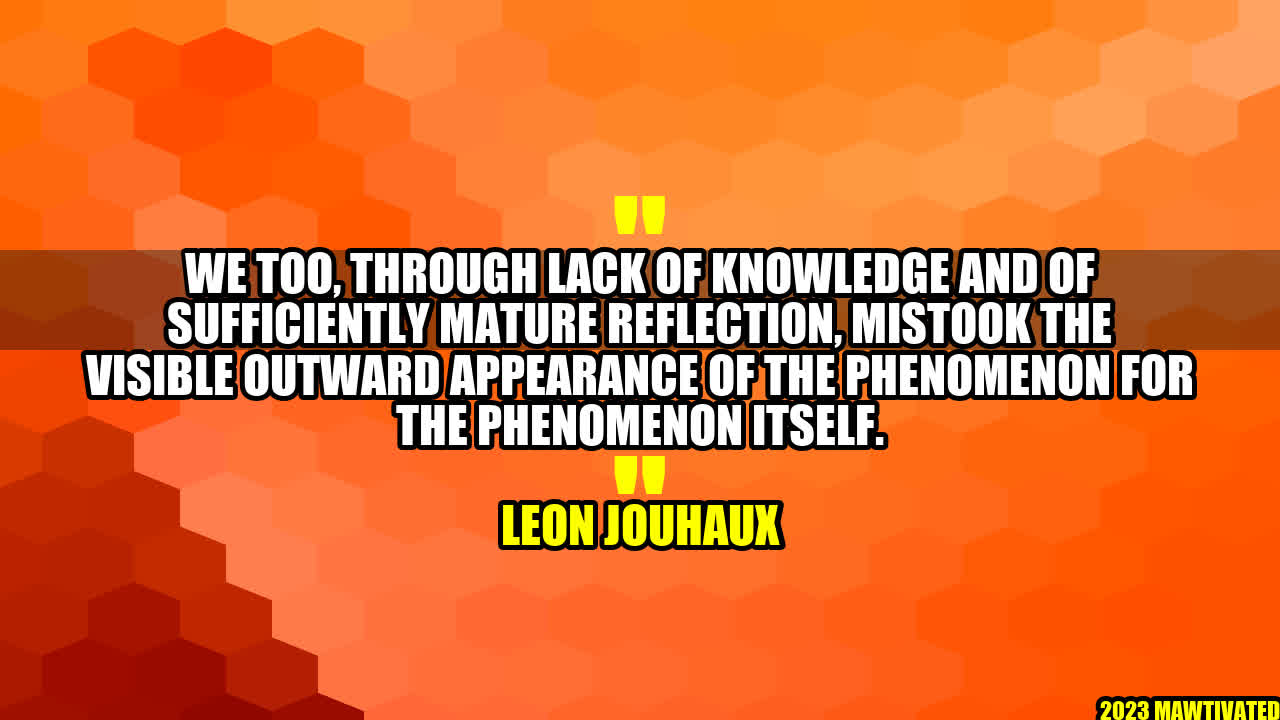 "
WE TOO, THROUGH LACK OF KNOWLEDGE AND OF
SUFFICIENTLY MATURE REFLECTION, MISTOOK THE
VISIBLE OUTWARD APPEARANCE OF THE PHENOMENON FOR
THE PHENOMENON ITSELF.
"
LEON JOUHAUX
2023 MAWTIVATED